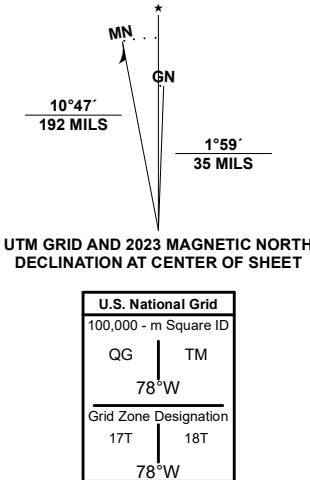 MN
GN
10°47´
192 MILS
1°59´
35 MILS
UTM GRID AND 2023 MAGNETIC NORTH
DECLINATION AT CENTER OF SHEET
U.S. National Grid
100,000 - m Square ID
QG TM
78°W
Grid Zone Designation
17T 18T
78°W